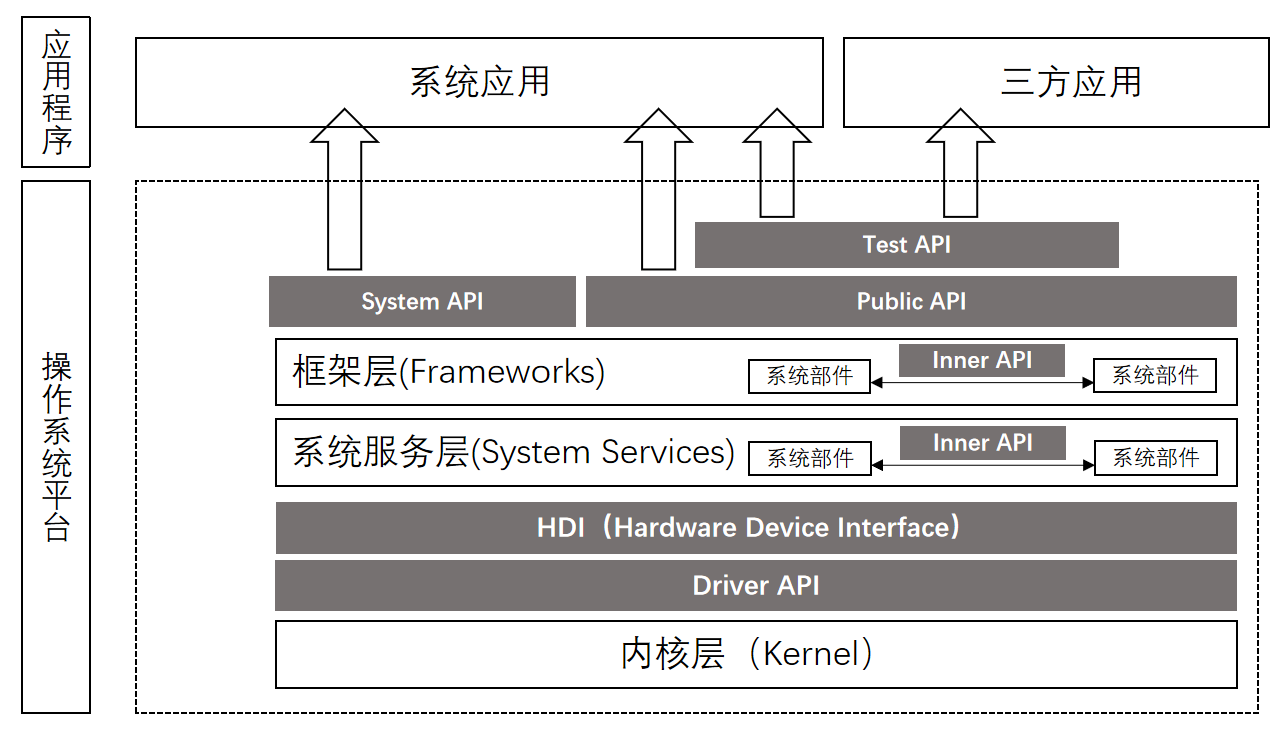 应用程序
系统应用
三方应用
操作系统平台
Test API
System API
Public API
框架层(Frameworks)
系统部件
Inner API
系统部件
系统服务层(System Services)
系统部件
Inner API
系统部件
HDI（Hardware Device Interface）
Driver API
内核层（Kernel）